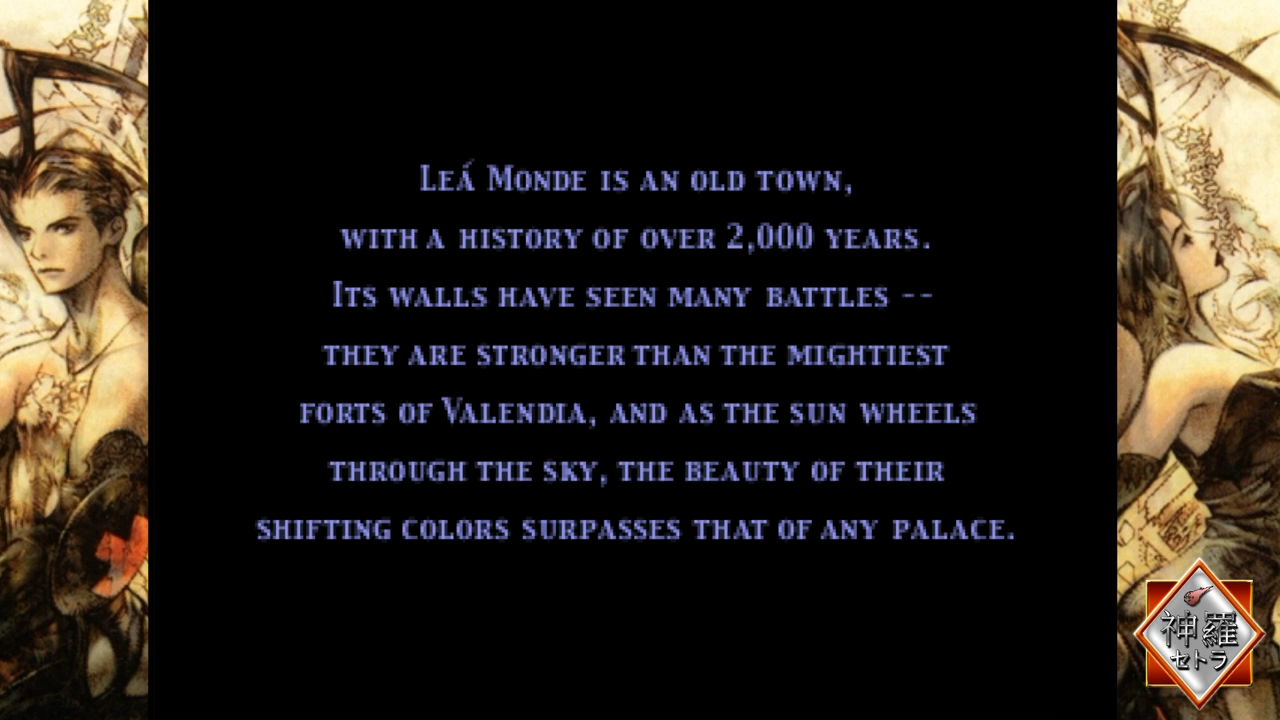 Leá Monde is an old town,
with a history of over 2,000 years.
Its walls have seen many battles --
they are stronger than the mightiest
forts of Valendia, and as the sun wheels
through the sky, the beauty of their
shifting colors surpasses that of any palace.
神羅
セトラ